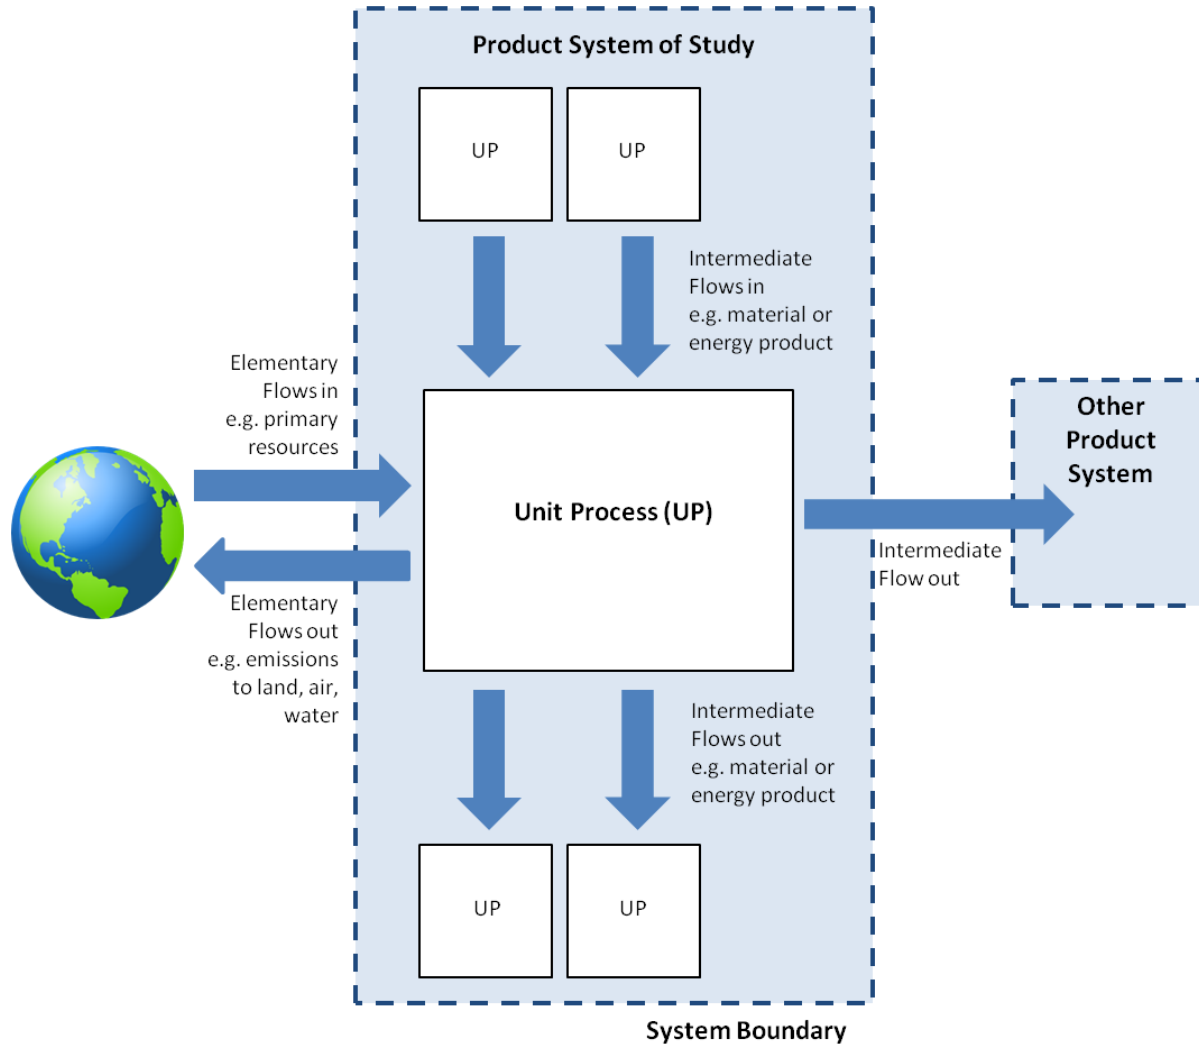 Product System of Study
UP
UP
Intermediate
Flows in
e.g. material or
energy product
Elementary
Flows in
e.g. primary
resources
Other
Product
System
Unit Process (UP)
Intermediate
Flow out
Elementary
Flows out
e.g. emissions
to land, air,
water
Intermediate
Flows out
e.g. material or
energy product
UP
UP
System Boundary